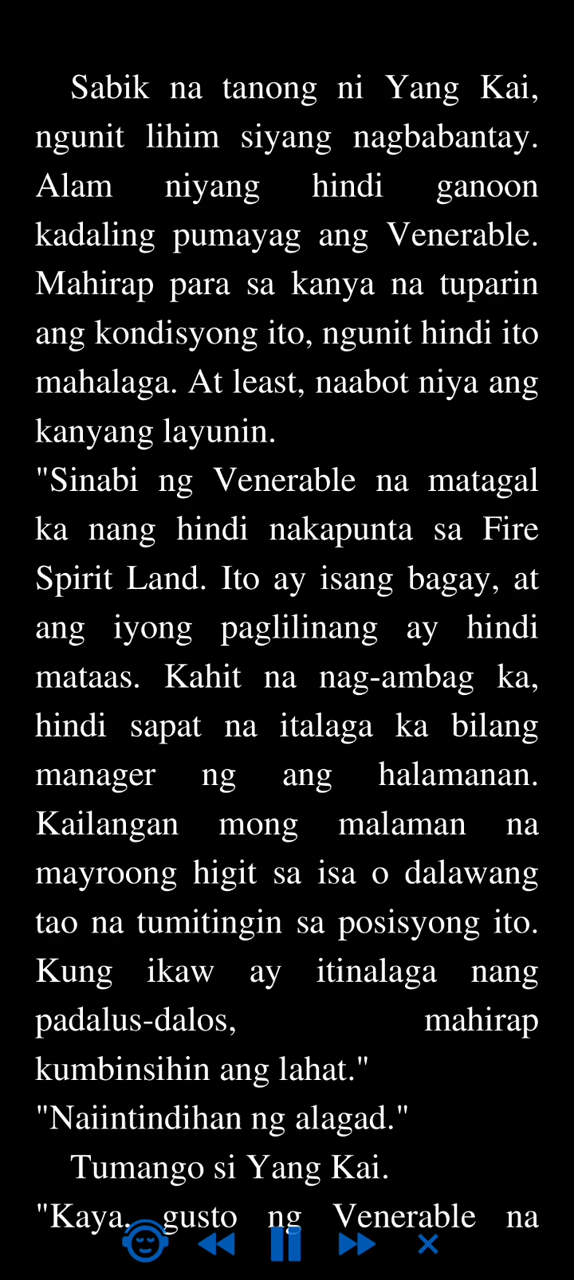 Sabik na tanong ni Yang Kai,
ngunit lihim siyang nagbabantay.
Alam niyang hindi ganoon
kadaling pumayag ang Venerable.
Mahirap para sa kanya na tuparin
ang kondisyong ito, ngunit hindi ito
mahalaga. At least, naabot niya ang
kanyang layunin.
"Sinabi ng Venerable na matagal
ka nang hindi nakapunta sa Fire
Spirit Land. Ito ay isang bagay, at
ang iyong paglilinang ay hindi
mataas. Kahit na nag-ambag ka,
hindi sapat na italaga ka bilang
manager ng ang halamanan.
Kailangan mong malaman na
mayroong higit sa isa o dalawang
tao na tumitingin sa posisyong ito.
Kung ikaw ay itinalaga nang
padalus-dalos, mahirap
kumbinsihin ang lahat."
"Naiintindihan ng alagad."
Tumango si Yang Kai.
"Kaya, gusto ng Venerable na